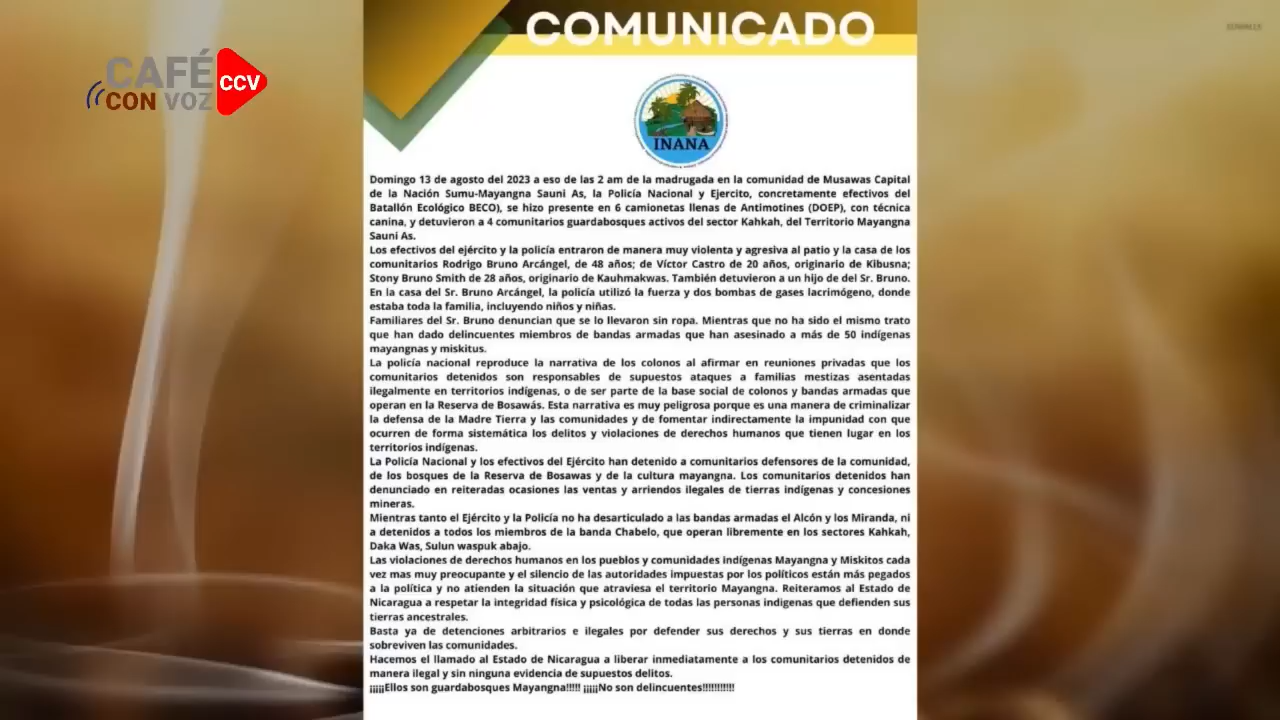 CAFÉ
CON VOZ
CCV
COMUNICADO
INANA
Domingo 13 de agosto del 2023 a eso de las 2 am de la madrugada en la comunidad de Musawas Capital
de la Nación Sumu-Mayangna Sauni As, la Policía Nacional y Ejercito, concretamente efectivos del
Batallón Ecológico BECO), se hizo presente en 6 camionetas llenas de Antimotines (DOEP), con técnica
canina, y detuvieron a 4 comunitarios guardabosques activos del sector Kahkah, del Territorio Mayangna
Sauni As.
Los efectivos del ejército y la policía entraron de manera muy violenta y agresiva al patio y la casa de los
comunitarios Rodrigo Bruno Arcángel, de 48 años; de Víctor Castro de 20 años, originario de Kibusna;
Stony Bruno Smith de 28 años, originario de Kauhmakwas. También detuvieron a un hijo de del Sr. Bruno.
En la casa del Sr. Bruno Arcángel, la policía utilizó la fuerza y dos bombas de gases lacrimógeno, donde
estaba toda la familia, incluyendo niños y niñas.
Familiares del Sr. Bruno denuncian que se lo llevaron sin ropa. Mientras que no ha sido el mismo trato
que han dado delincuentes miembros de bandas armadas que han asesinado a más de 50 indígenas
mayangnas y miskitus.
La policía nacional reproduce la narrativa de los colonos al afirmar en reuniones privadas que los
comunitarios detenidos son responsables de supuestos ataques a familias mestizas asentadas
ilegalmente en territorios indígenas, o de ser parte de la base social de colonos y bandas armadas que
operan en la Reserva de Bosawás. Esta narrativa es muy peligrosa porque es una manera de criminalizar
la defensa de la Madre Tierra y las comunidades y de fomentar indirectamente la impunidad con que
ocurren de forma sistemática los delitos y violaciones de derechos humanos que tienen lugar en los
territorios indígenas.
La Policía Nacional y los efectivos del Ejército han detenido a comunitarios defensores de la comunidad,
de los bosques de la Reserva de Bosawas y de la cultura mayangna. Los comunitarios detenidos han
denunciado en reiteradas ocasiones las ventas y arriendos ilegales de tierras indígenas y concesiones
mineras.
Mientras tanto el Ejército y la Policía no ha desarticulado a las bandas armadas el Alcón y los Miranda, ni
a detenidos a todos los miembros de la banda Chabelo, que operan libremente en los sectores Kahkah,
Daka Was, Sulun waspuk abajo.
Las violaciones de derechos humanos en los pueblos y comunidades indígenas Mayangna y Miskitos cada
vez mas muy preocupante y el silencio de las autoridades impuestas por los políticos están más pegados
a la política y no atienden la situación que atraviesa el territorio Mayangna. Reiteramos al Estado de
Nicaragua a respetar la integridad física y psicológica de todas las personas indigenas que defienden sus
tierras ancestrales.
Basta ya de detenciones arbitrarios e ilegales por defender sus derechos y sus tierras en donde
sobreviven las comunidades.
Hacemos el llamado al Estado de Nicaragua a liberar inmediatamente a los comunitarios detenidos de
manera ilegal y sin ninguna evidencia de supuestos delitos.
¡¡¡¡¡Ellos son guardabosques Mayangna!!!!! ¡¡¡¡¡No son delincuentes!!!!!!!!!!!